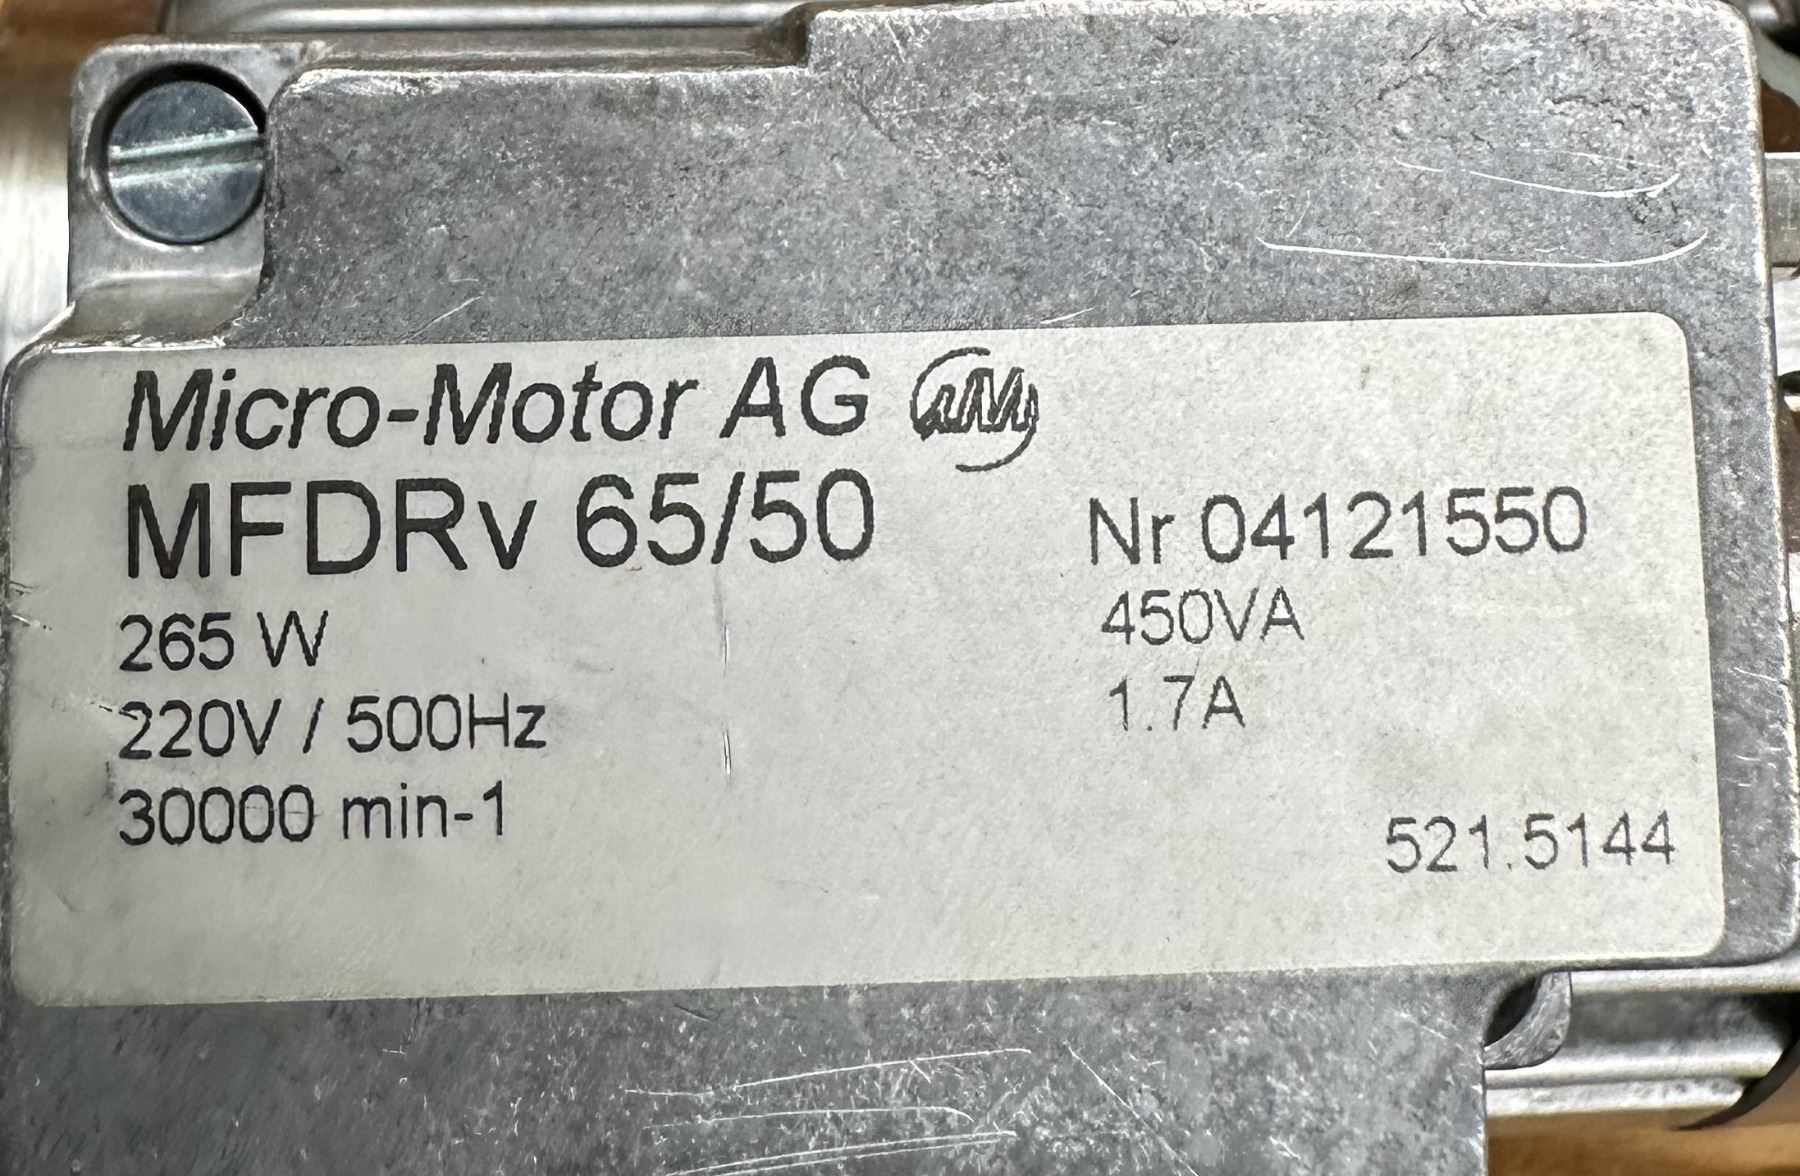 Micro-Motor AG
MFDRv 65/50 Nr 04121550
265 W 450VA
220V / 500Hz 1.7A
30000 min-1 521.5144